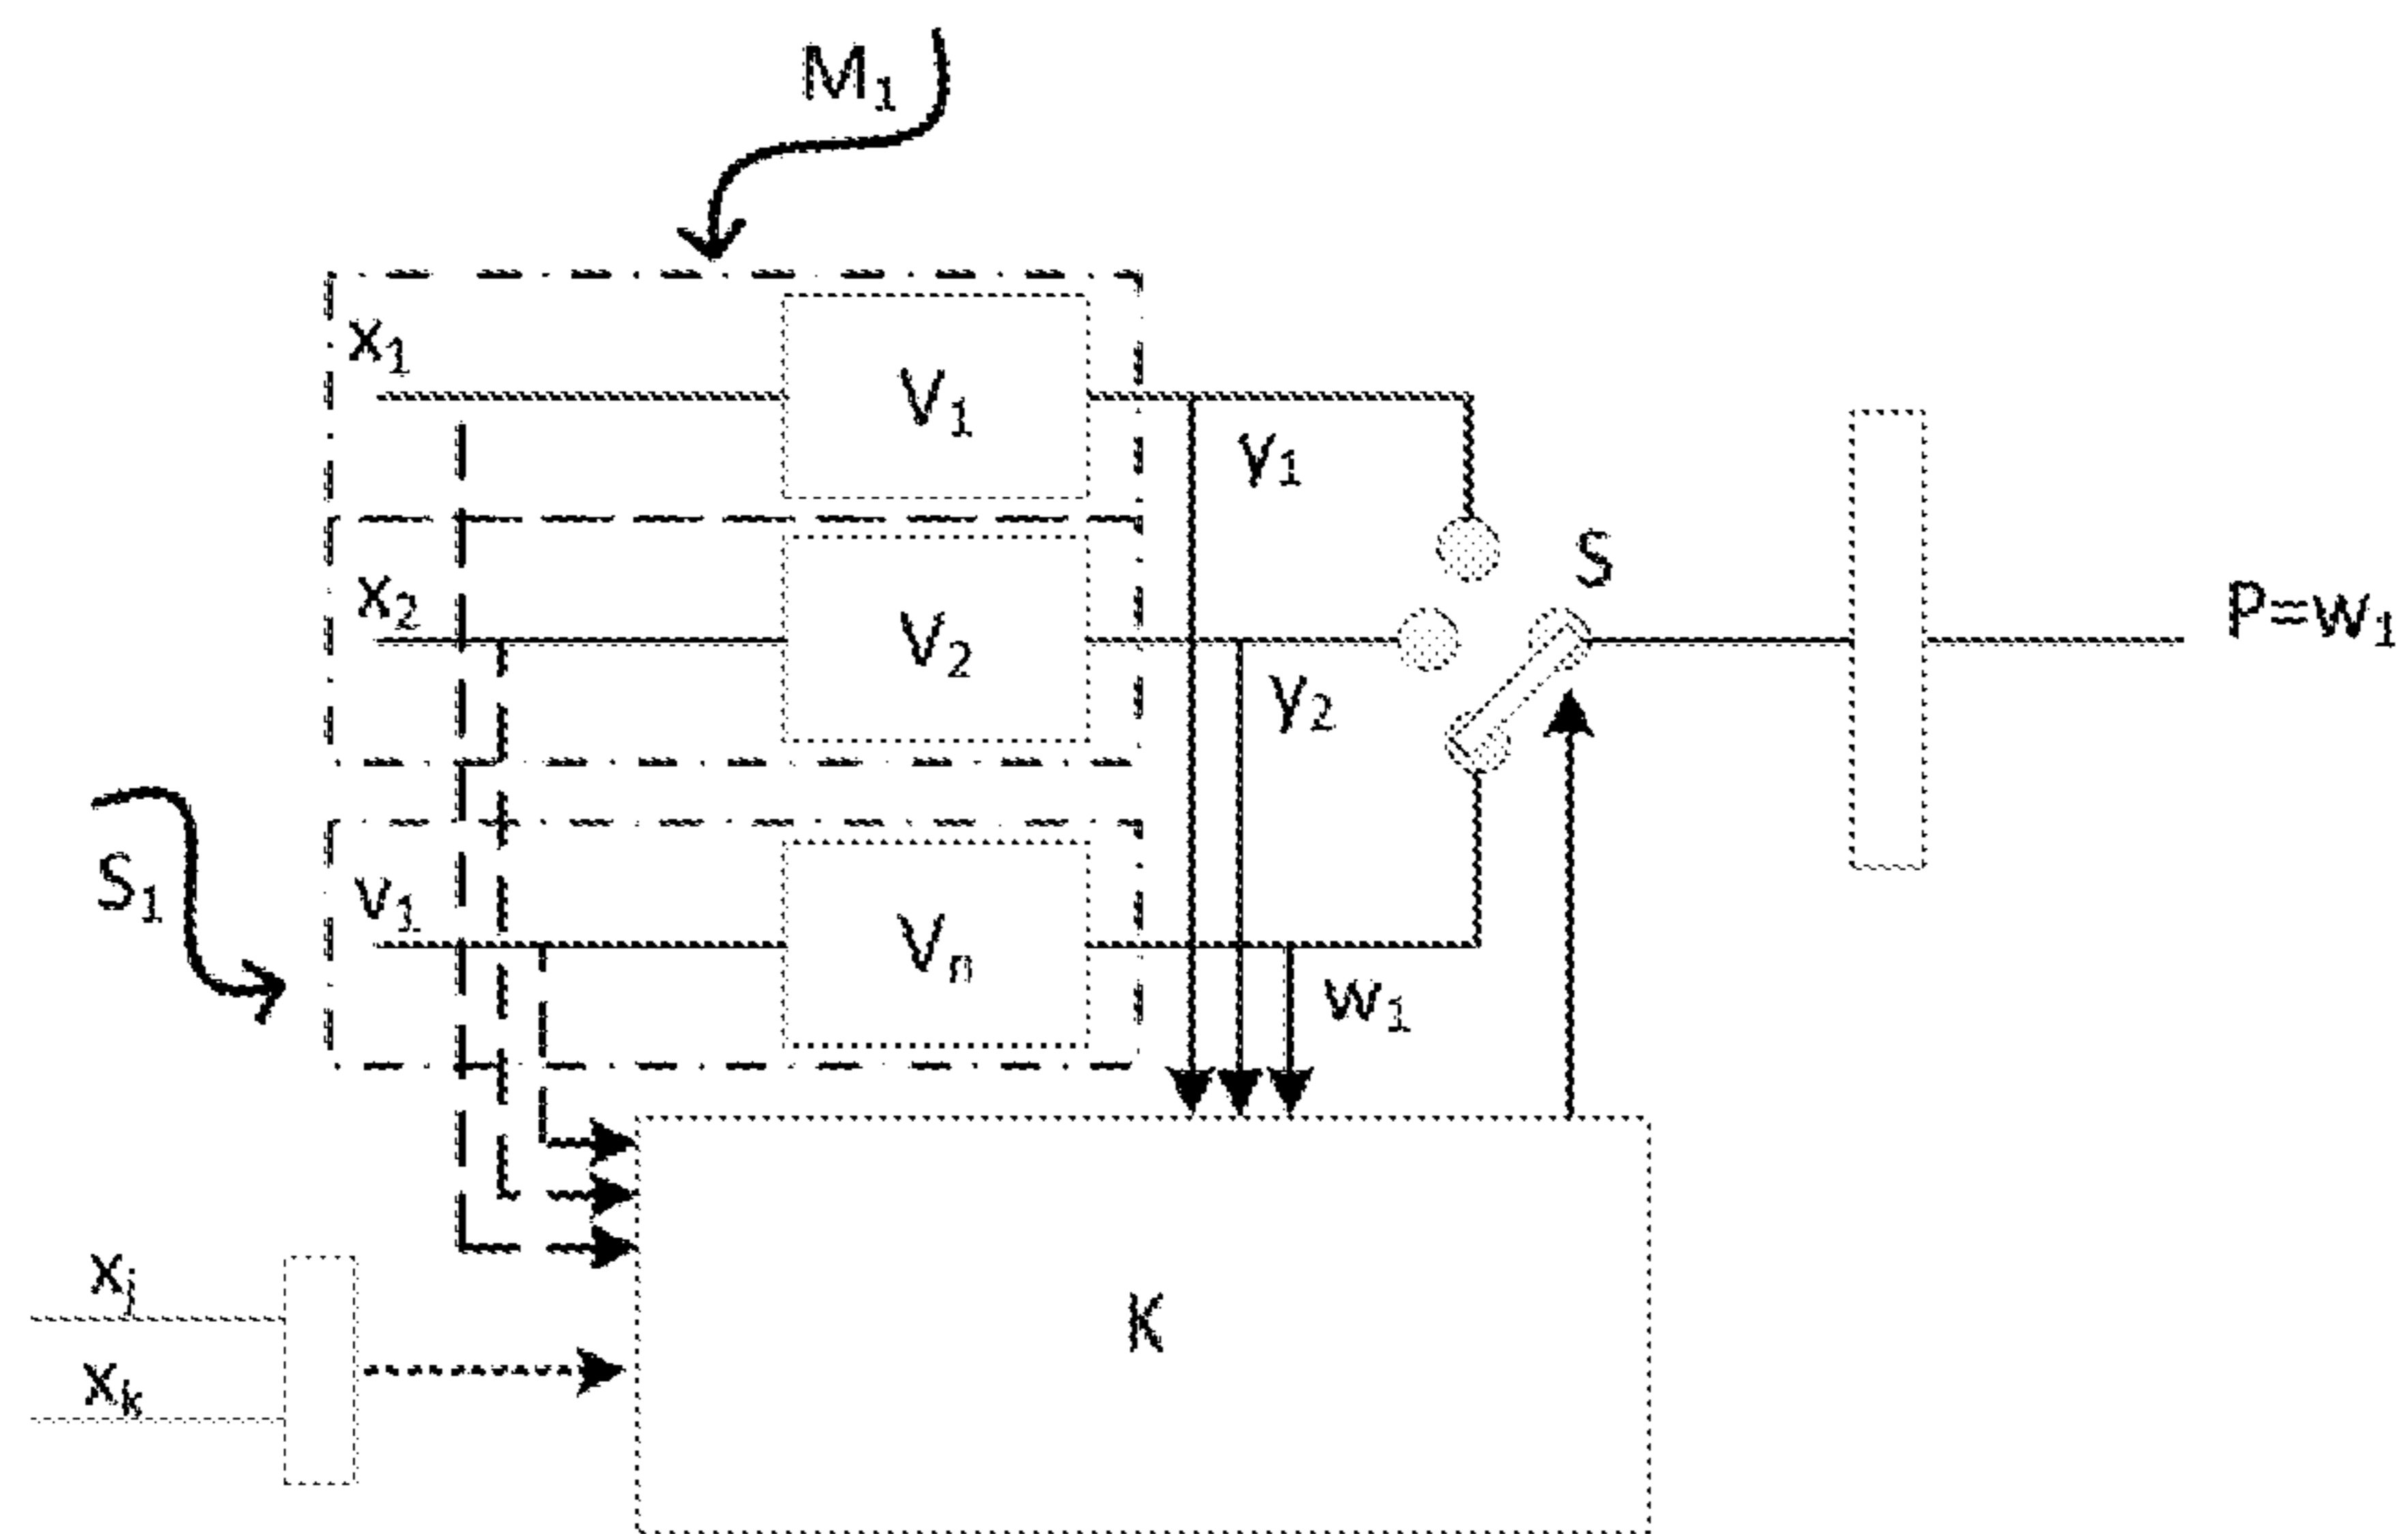 M₁
x₁
V₁
y₁
S
x₂
V₂
P=w₁
y₂
S₁
v₁
Vₙ
w₁
xⱼ
K
xₖ